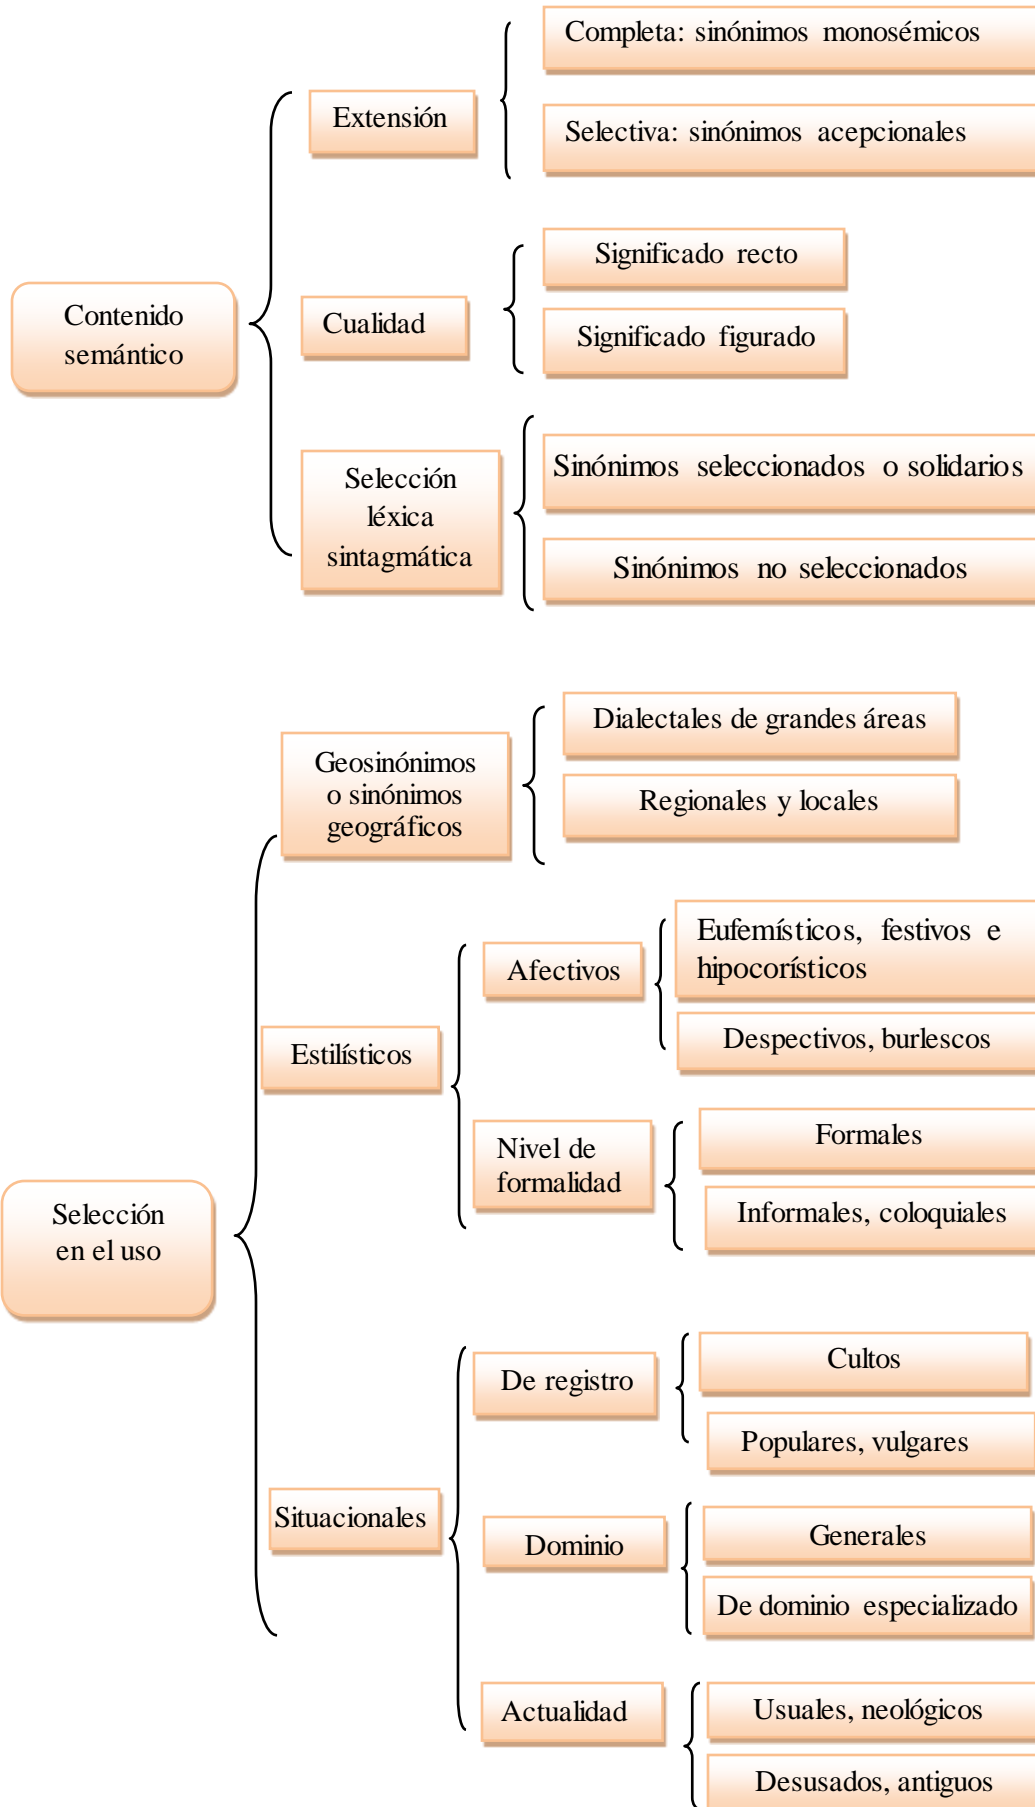 Contenido
semántico
Extensión
Completa: sinónimos monosémicos
Selectiva: sinónimos acepcionales
Cualidad
Significado recto
Significado figurado
Selección
léxica
sintagmática
Sinónimos seleccionados o solidarios
Sinónimos no seleccionados
Selección
en el uso
Geosinónimos
o sinónimos
geográficos
Dialectales de grandes áreas
Regionales y locales
Estilísticos
Afectivos
Eufemísticos, festivos e
hipocorísticos
Despectivos, burlescos
Nivel de
formalidad
Formales
Informales, coloquiales
Situacionales
De registro
Cultos
Populares, vulgares
Dominio
Generales
De dominio especializado
Actualidad
Usuales, neológicos
Desusados, antiguos